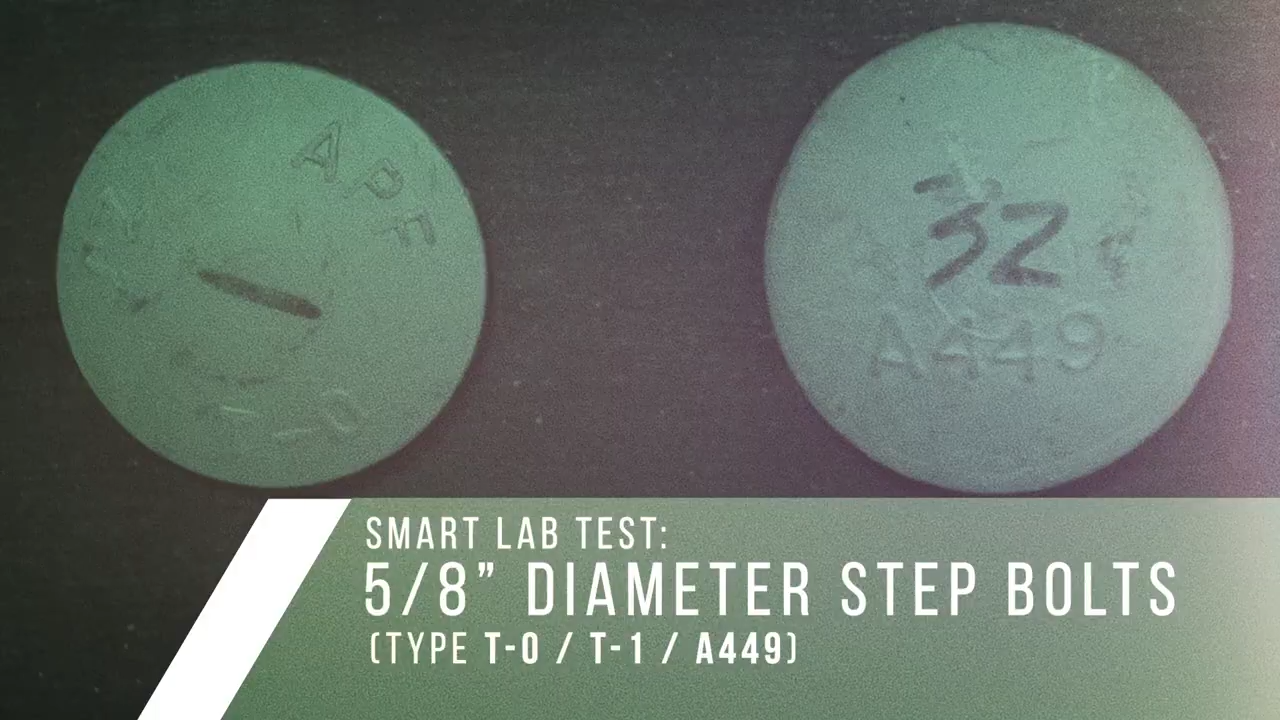 APF
32
A449
SMART LAB TEST:
5/8” DIAMETER STEP BOLTS
(TYPE T-0 / T-1 / A449)